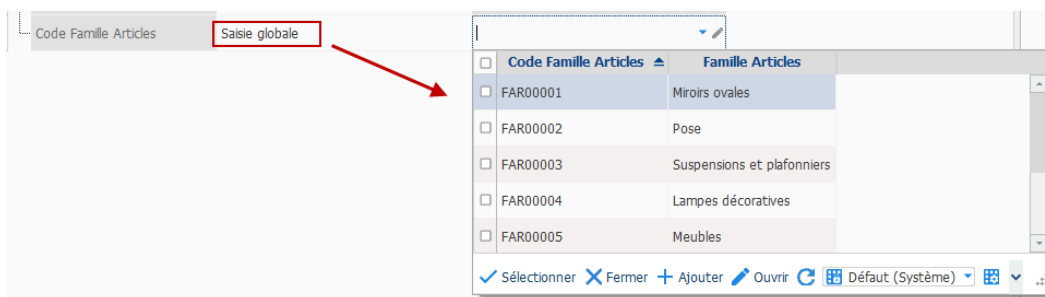 Code Famille Articles Saisie globale
Code Famille Articles Famille Articles
FAR00001 Miroirs ovales
FAR00002 Pose
FAR00003 Suspensions et plafonniers
FAR00004 Lampes décoratives
FAR00005 Meubles
Sélectionner Fermer Ajouter Ouvrir Défaut (Système)